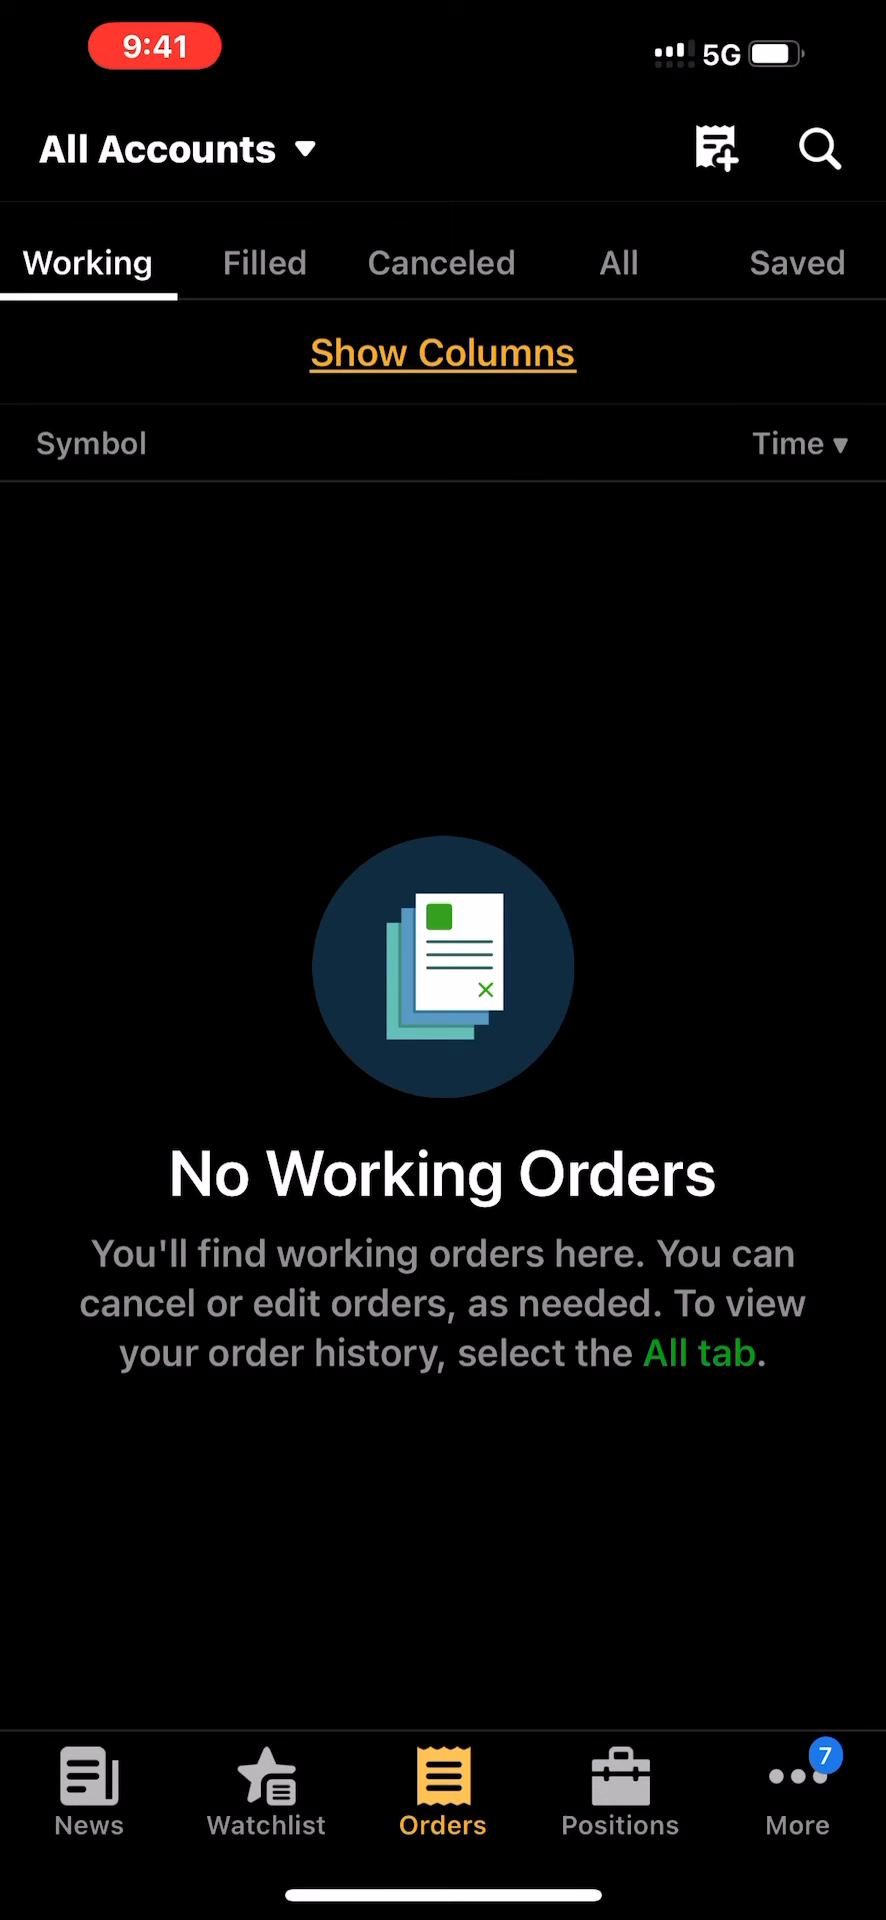 9:41
5G
All Accounts
Working Filled Canceled All Saved
Show Columns
Symbol Time
No Working Orders
You'll find working orders here. You can
cancel or edit orders, as needed. To view
your order history, select the All tab.
7
News Watchlist Orders Positions More